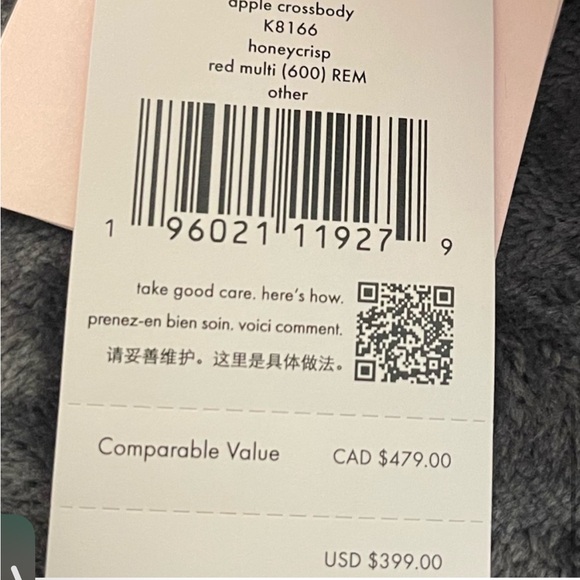 apple crossbody
K8166
honeycrisp
red multi (600) REM
other
1 96021 11927 9
take good care. here's how.
prenez-en bien soin. voici comment.
请妥善维护。这里是具体做法。
Comparable Value CAD $479.00
USD $399.00